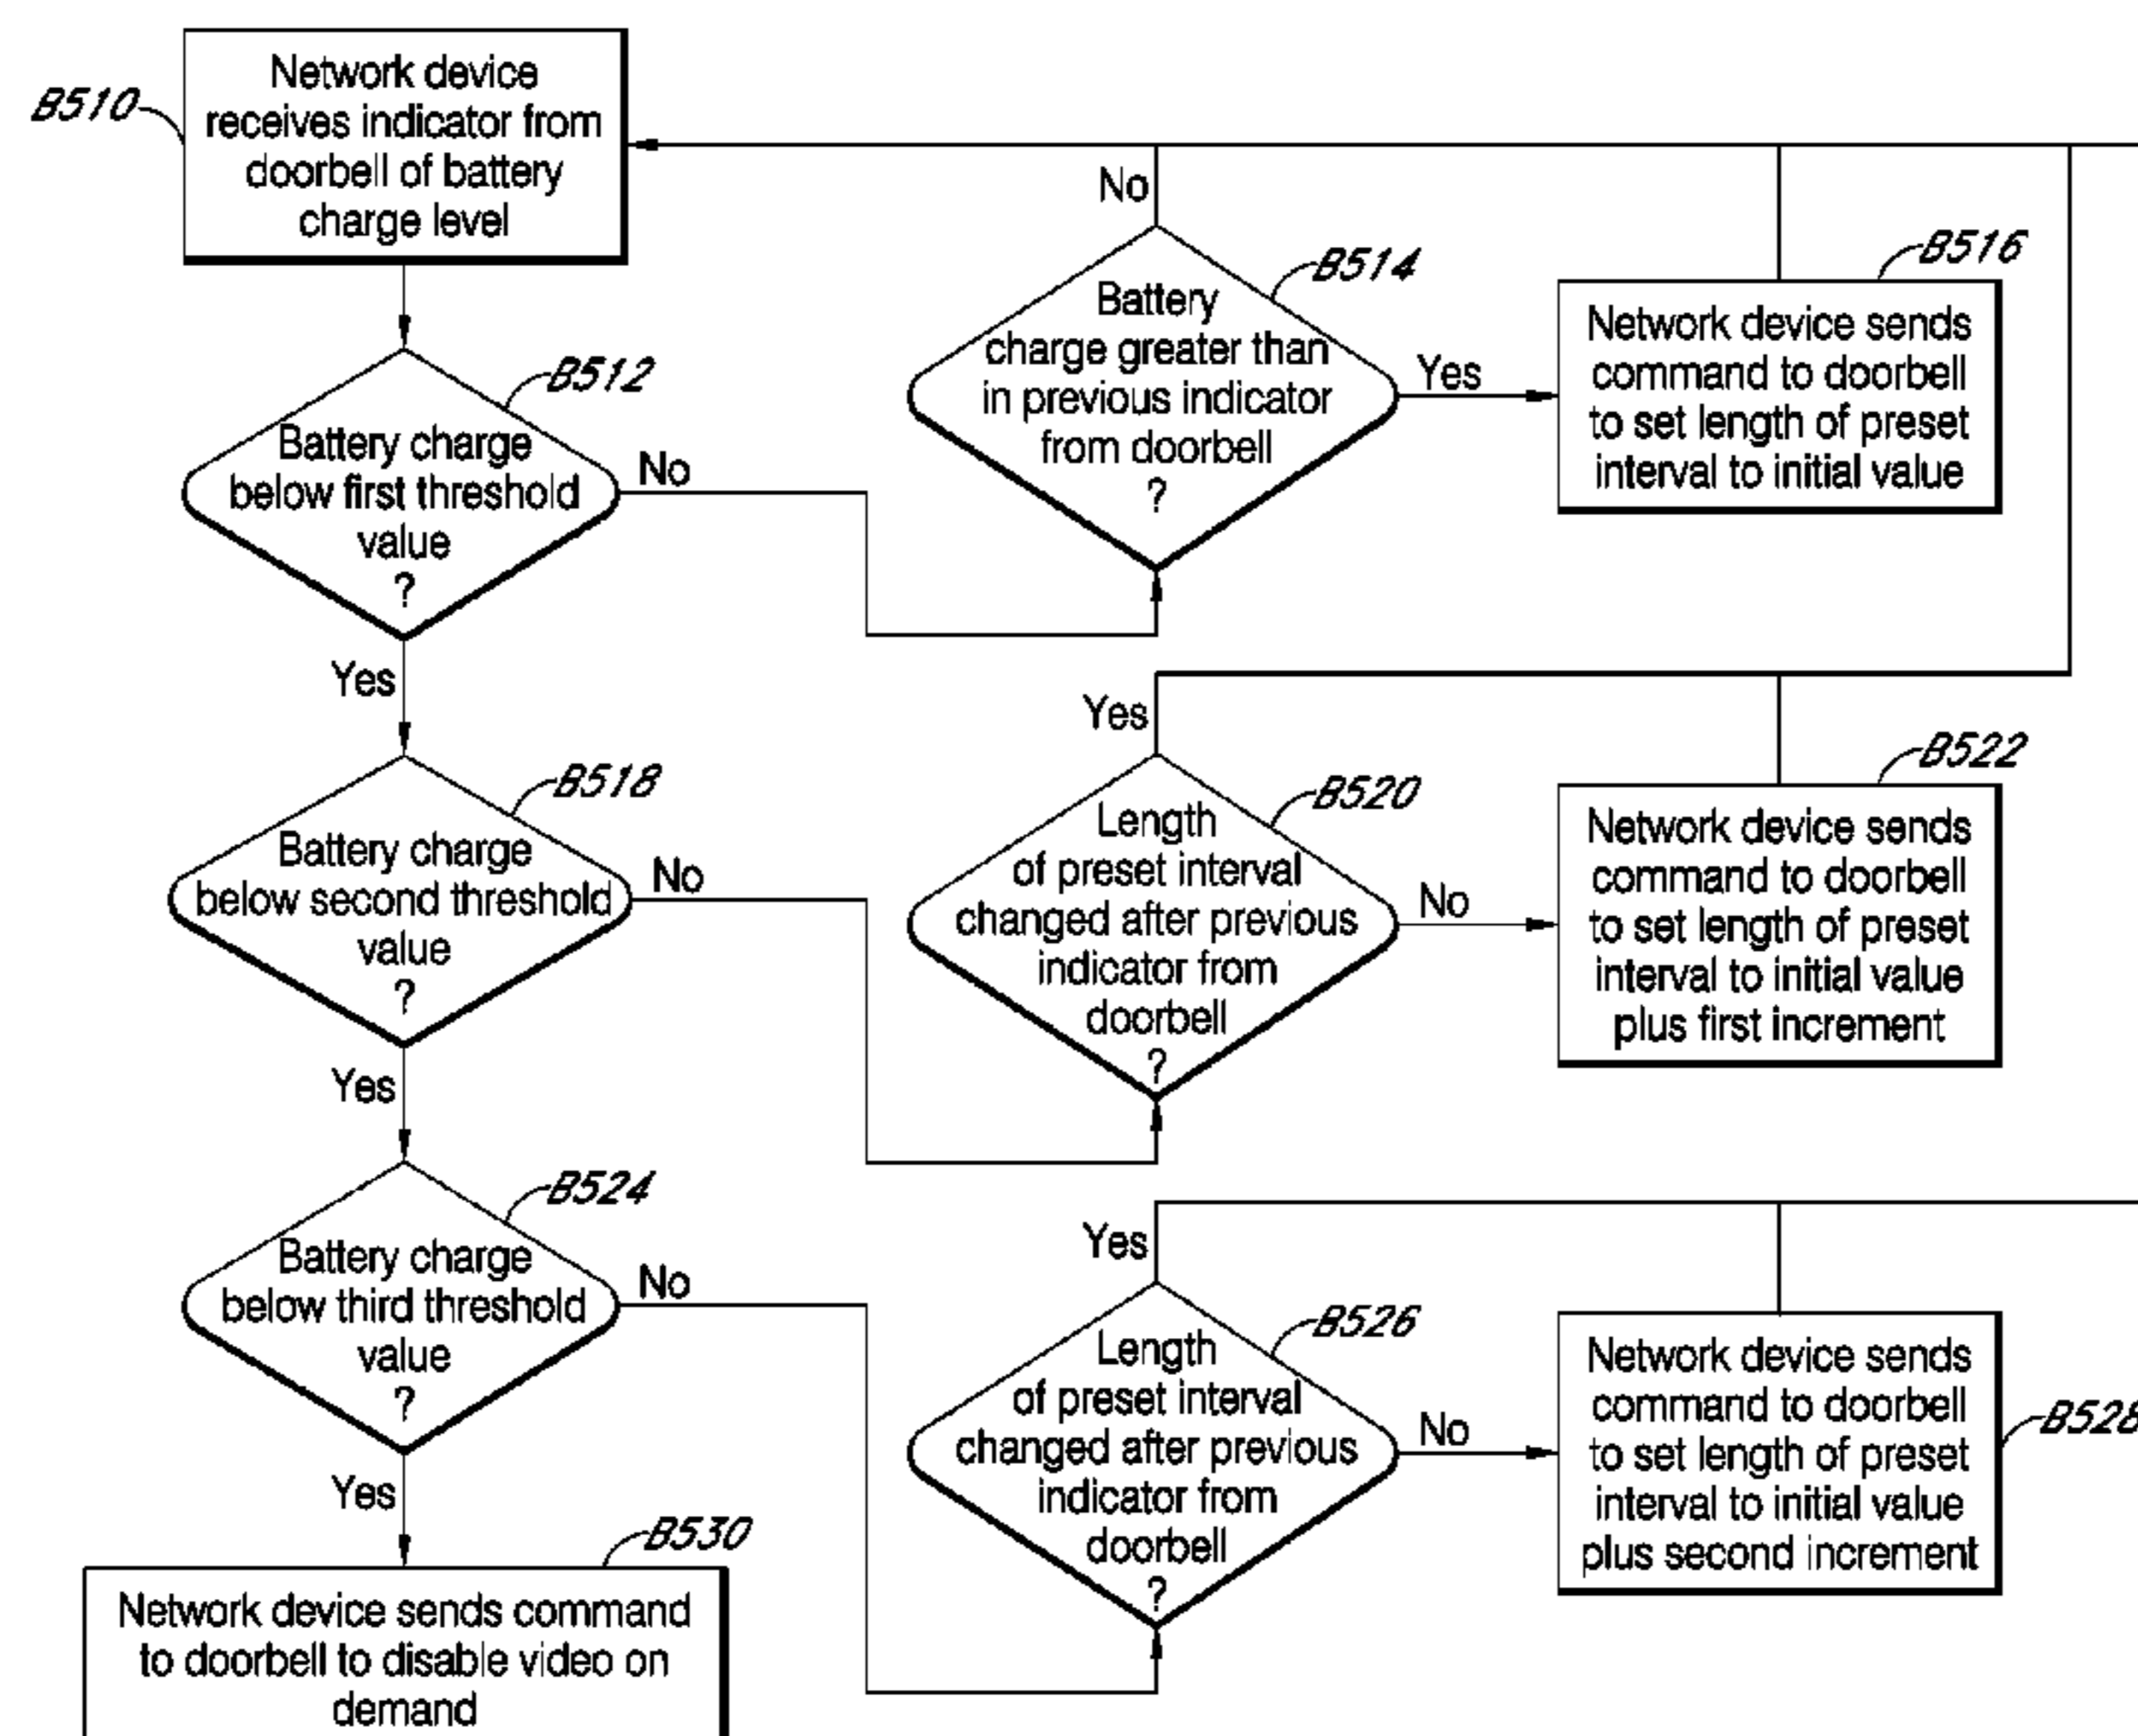 B510
Network device
receives indicator from
doorbell of battery
charge level
B512
Battery charge
below first threshold
value
?
No
Yes
B514
Battery
charge greater than
in previous indicator
from doorbell
?
No
Yes
B516
Network device sends
command to doorbell
to set length of preset
interval to initial value
B518
Battery charge
below second threshold
value
?
No
Yes
B520
Length
of preset interval
changed after previous
indicator from
doorbell
?
Yes
No
B522
Network device sends
command to doorbell
to set length of preset
interval to initial value
plus first increment
B524
Battery charge
below third threshold
value
?
No
Yes
B526
Length
of preset interval
changed after previous
indicator from
doorbell
?
Yes
No
B528
Network device sends
command to doorbell
to set length of preset
interval to initial value
plus second increment
B530
Network device sends command
to doorbell to disable video on
demand